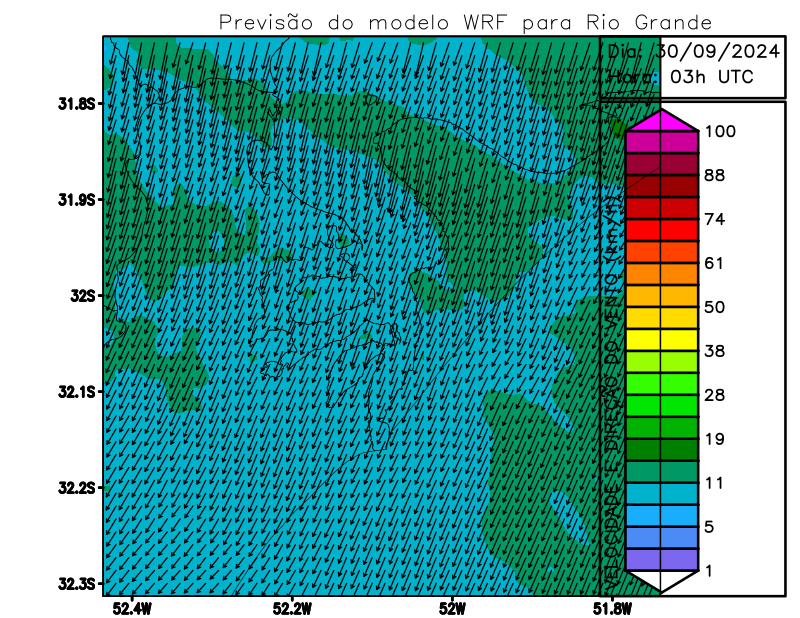 Previsão do modelo WRF para Rio Grande
Dia: 30/09/2024
Hora: 03h UTC
31.8S
31.9S
32S
32.1S
32.2S
32.3S
52.4W
52.2W
52W
51.8W
VELOCIDADE E DIREÇÃO DO VENTO (km/h)
100
88
74
61
50
38
28
19
11
5
1